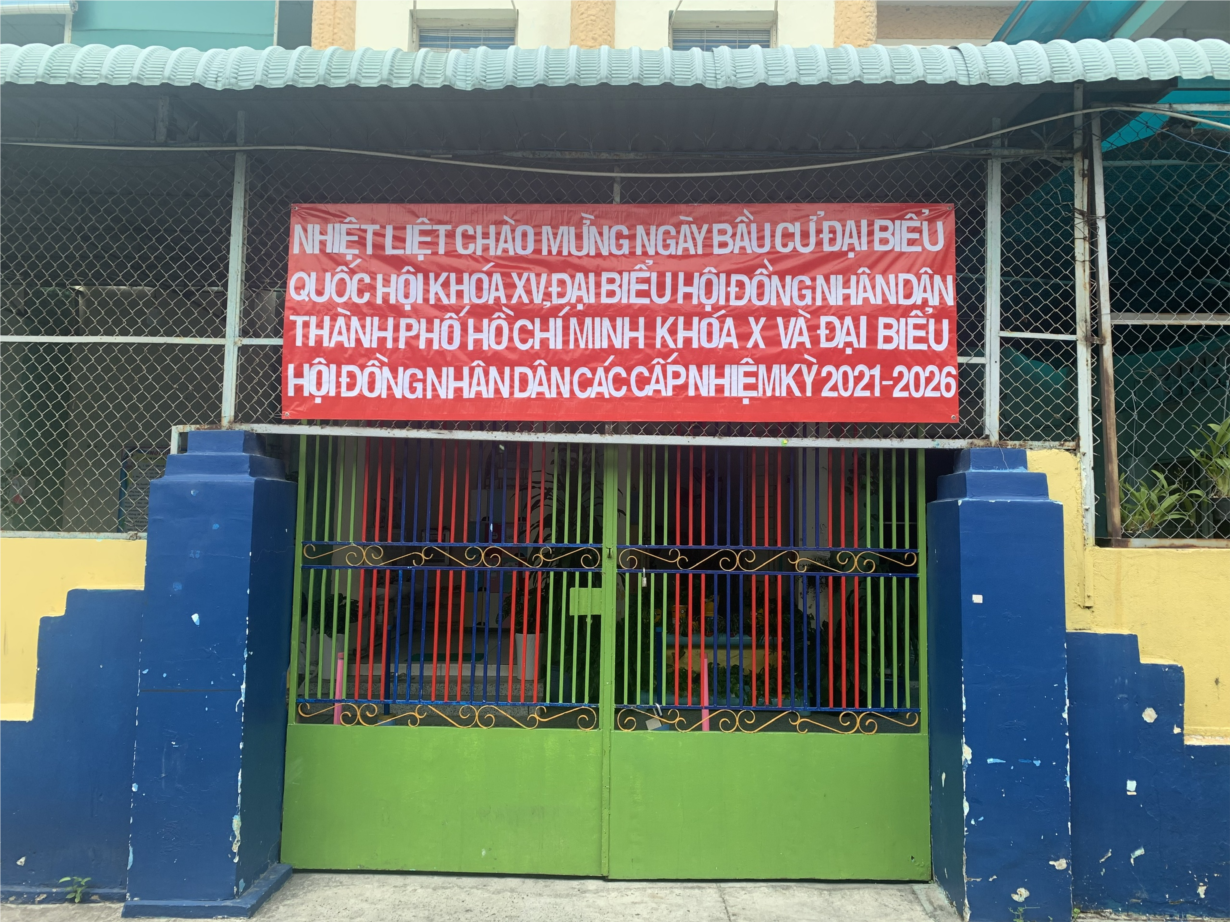 NHIỆT LIỆT CHÀO MỪNG NGÀY BẦU CỬ ĐẠI BIỂU
QUỐC HỘI KHÓA XV, ĐẠI BIỂU HỘI ĐỒNG NHÂN DÂN
THÀNH PHỐ HỒ CHÍ MINH KHÓA X VÀ ĐẠI BIỂU
HỘI ĐỒNG NHÂN DÂN CÁC CẤP NHIỆM KỲ 2021-2026